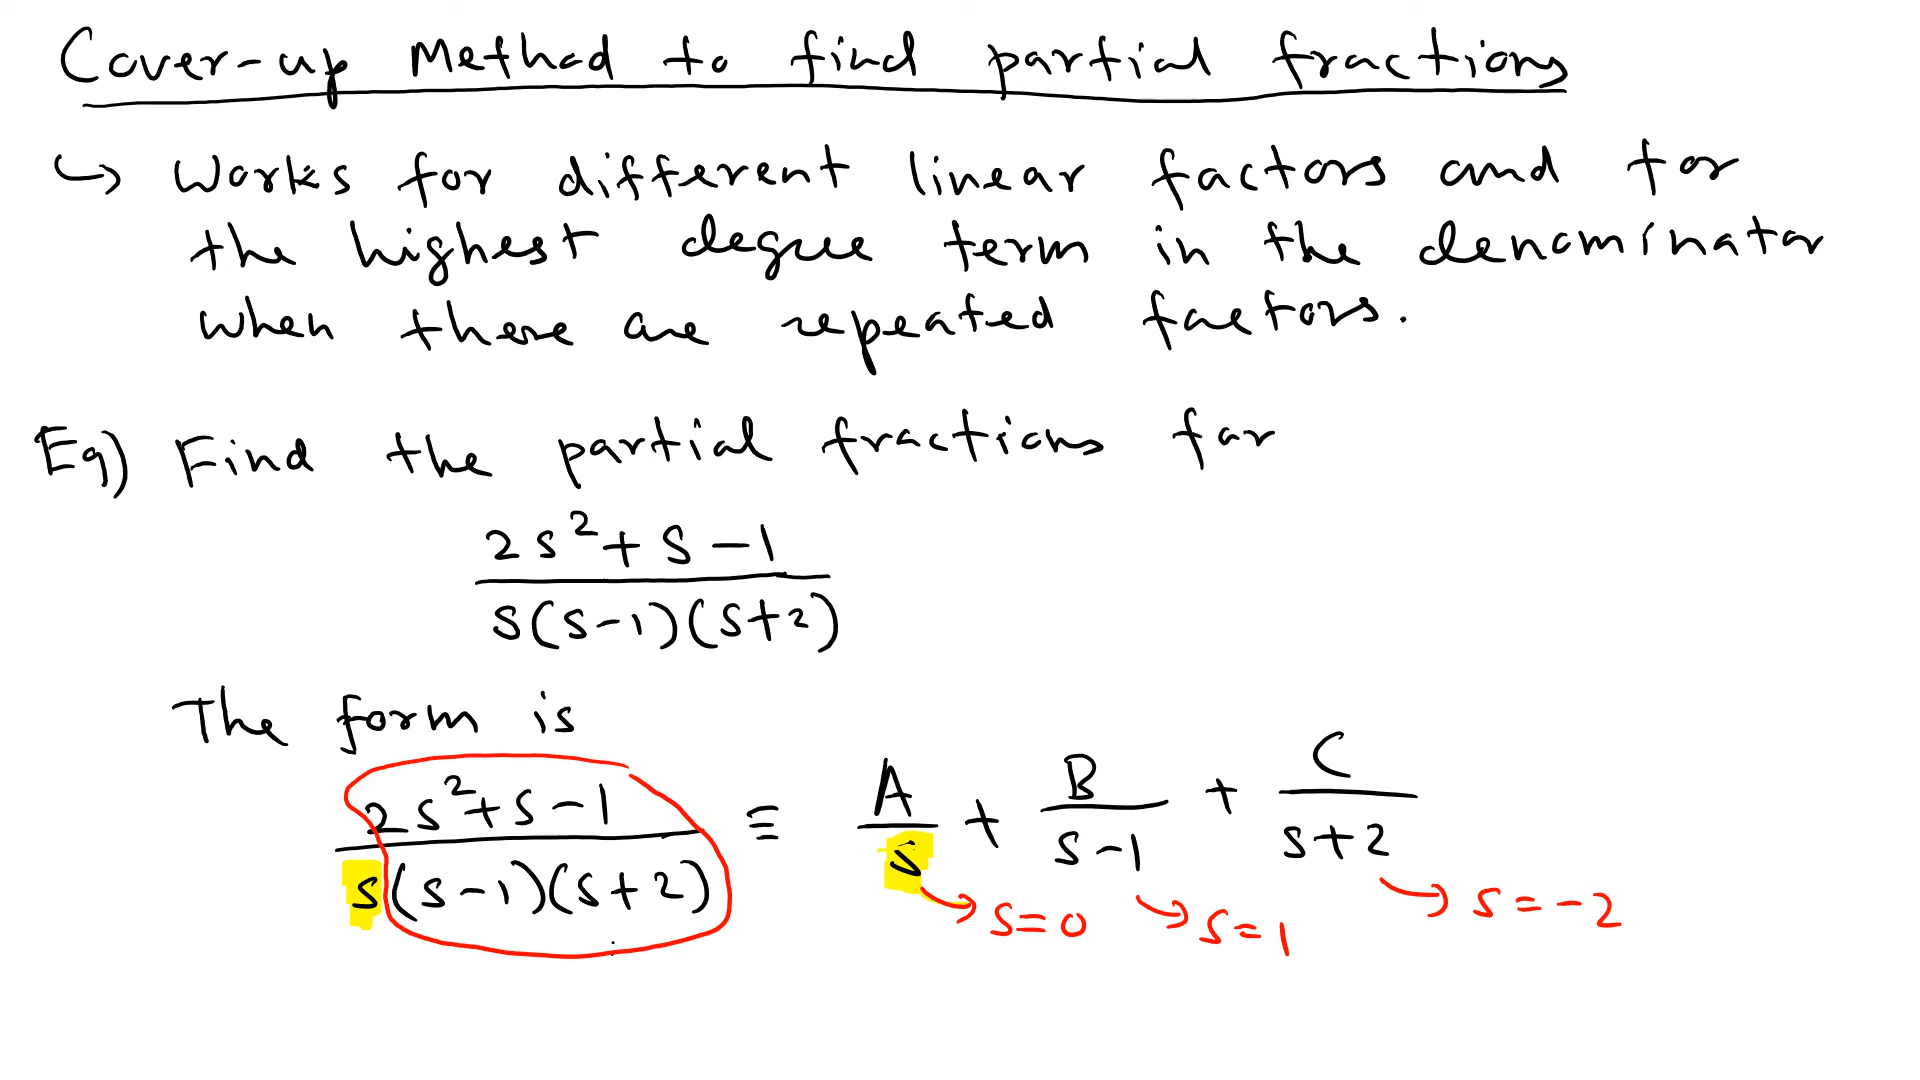 Cover-up Method to find partial fractions
↪ Works for different linear factors and for
the highest degree term in the denominator
when there are repeated factors.
Eg) Find the partial fractions for
2s²+s-1
s(s-1)(s+2)
The form is
2s²+s-1 / s(s-1)(s+2) ≡ A/s + B/s-1 + C/s+2
→ s=0 → s=1 → s=-2